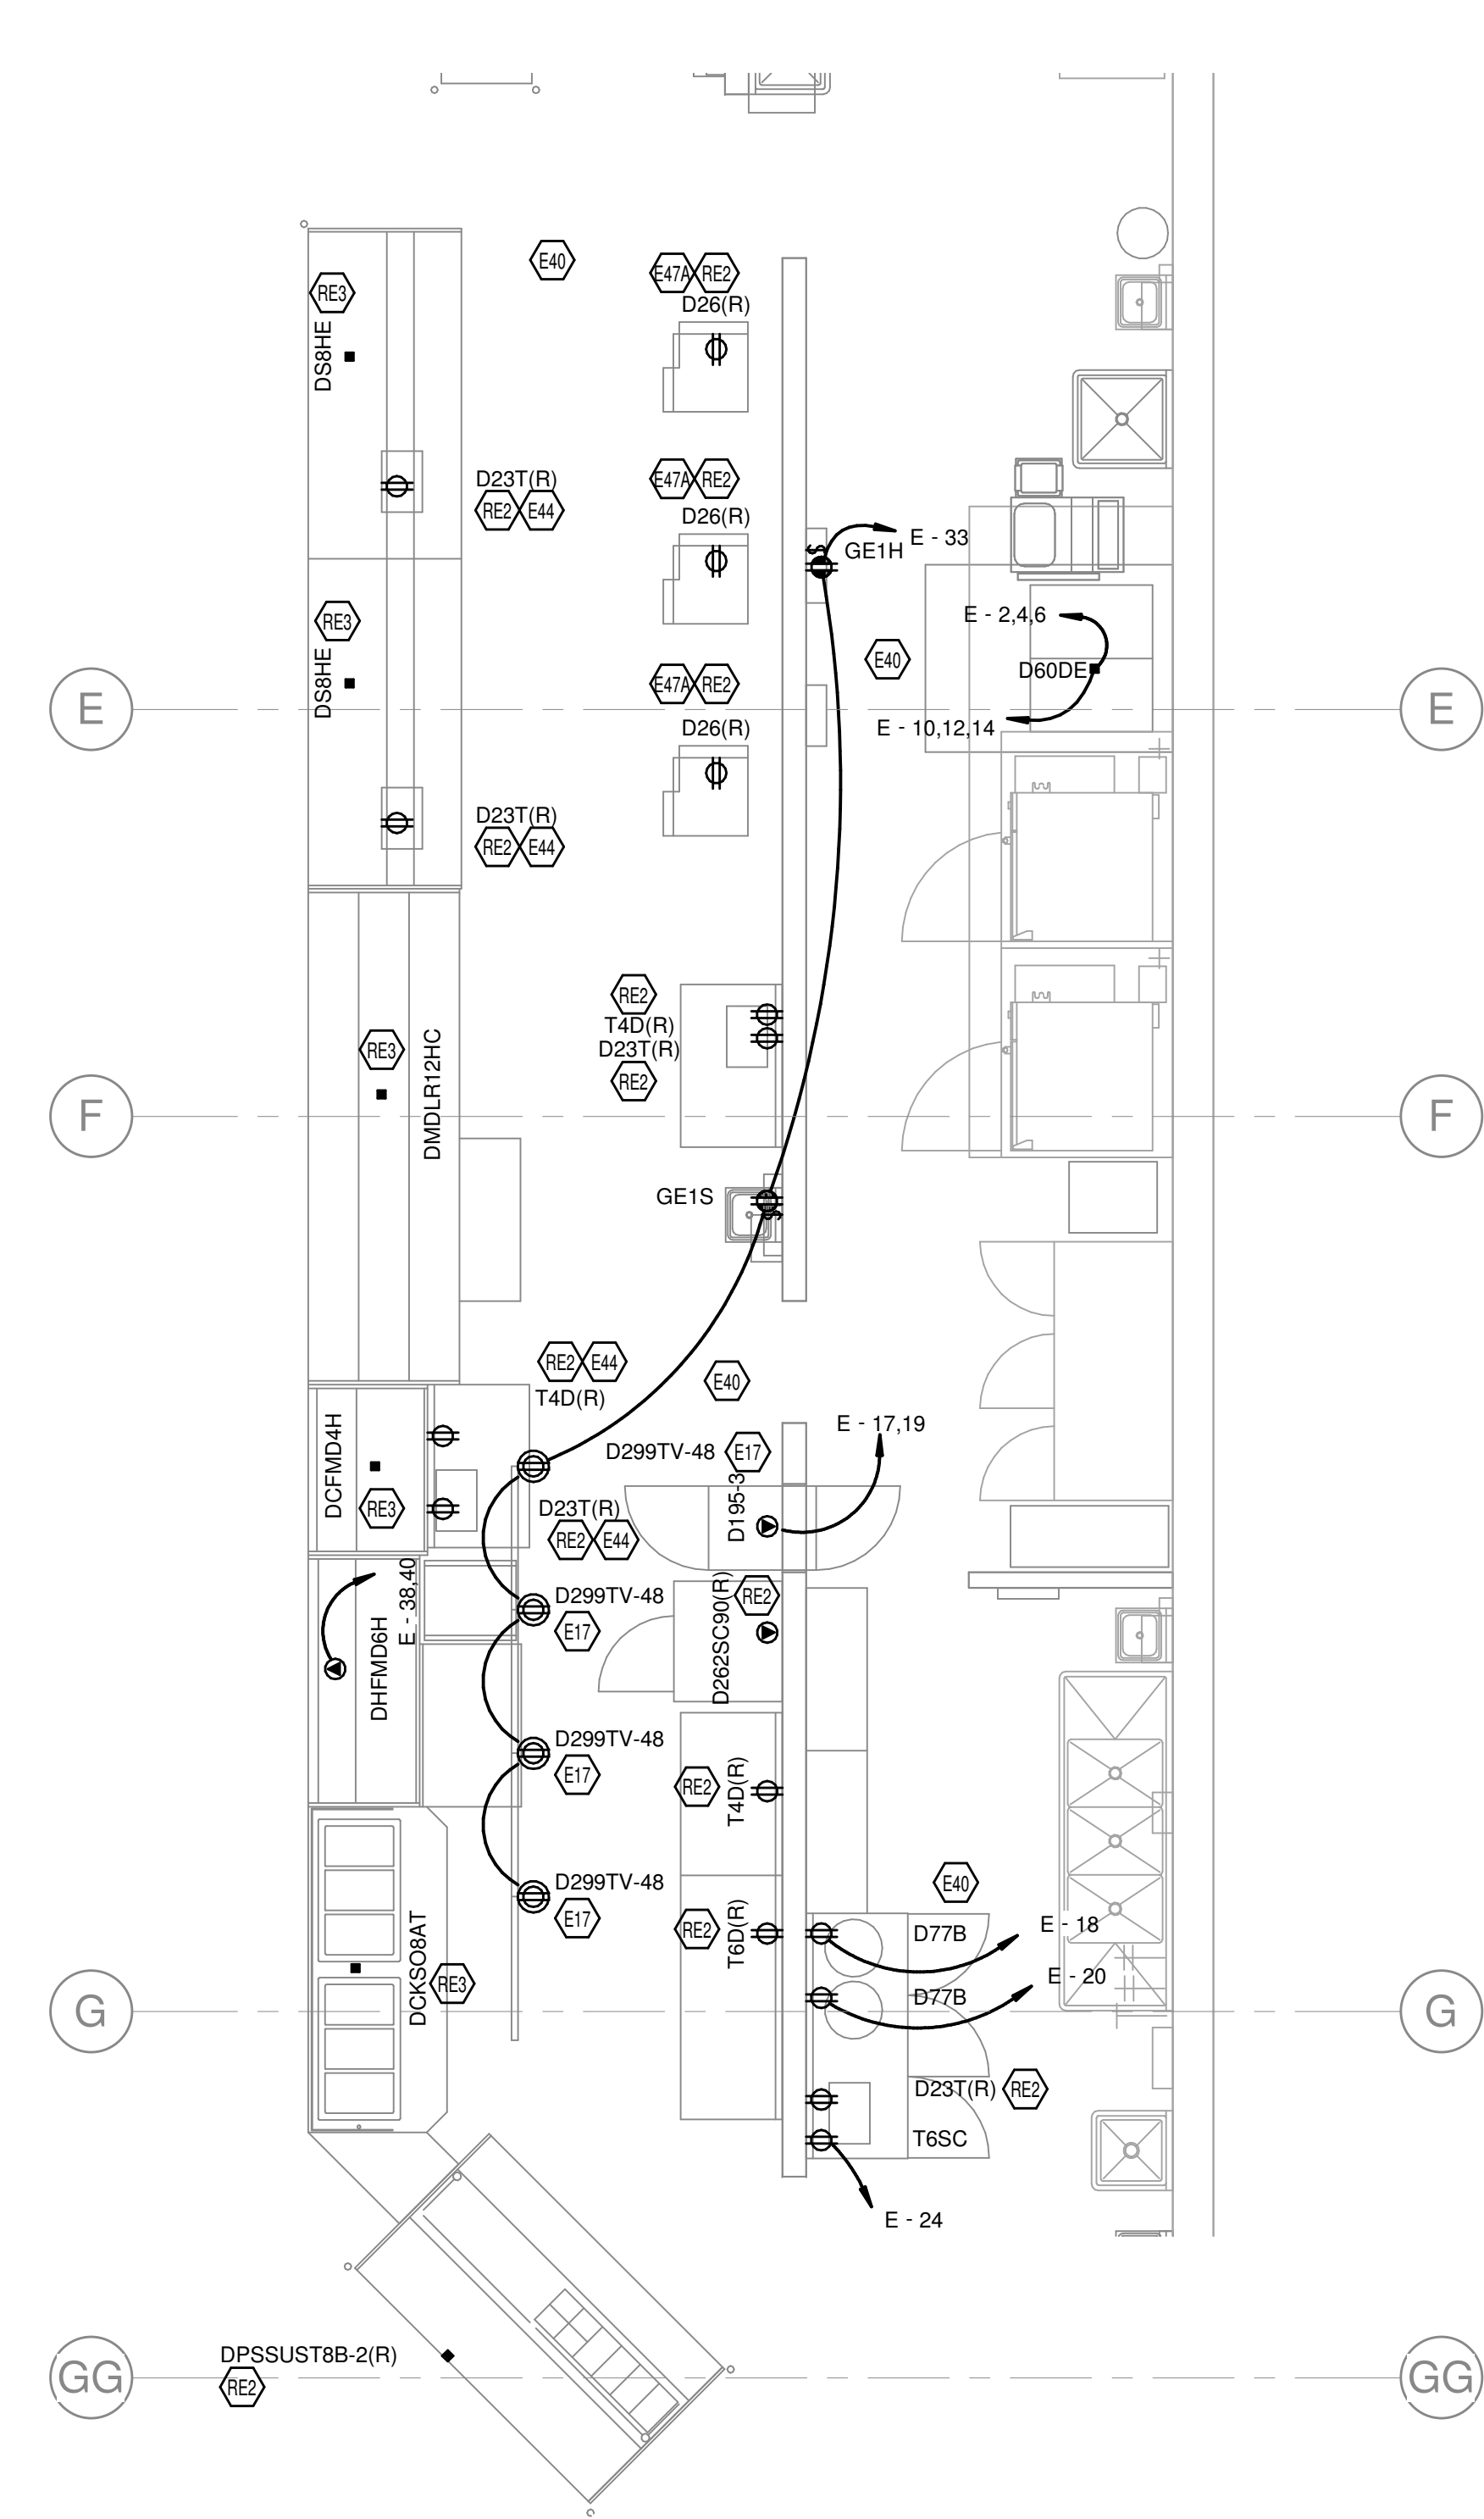 E40
E47A RE2
D26(R)
RE3
DS8HE
D23T(R)
RE2 E44
E47A RE2
D26(R)
E - 33
GE1H
RE3
DS8HE
E - 2,4,6
E40
D60DE
E47A RE2
E
E
D26(R)
E - 10,12,14
D23T(R)
RE2 E44
RE2
T4D(R)
D23T(R)
RE2
RE3
DMDLR12HC
F
F
GE1S
RE2 E44
T4D(R)
E40
E - 17,19
D299TV-48 E17
DCFMD4H
RE3
D195-3
D23T(R)
RE2 E44
E - 38,40
D299TV-48
E17
D262SC90(R)
RE2
DHFMD6H
D299TV-48
E17
RE2
T4D(R)
D299TV-48
E17
E40
RE2
T6D(R)
D77B
E - 18
DCKSO8AT
RE3
D77B
E - 20
G
G
D23T(R) RE2
T6SC
E - 24
DPSSUST8B-2(R)
RE2
GG
GG